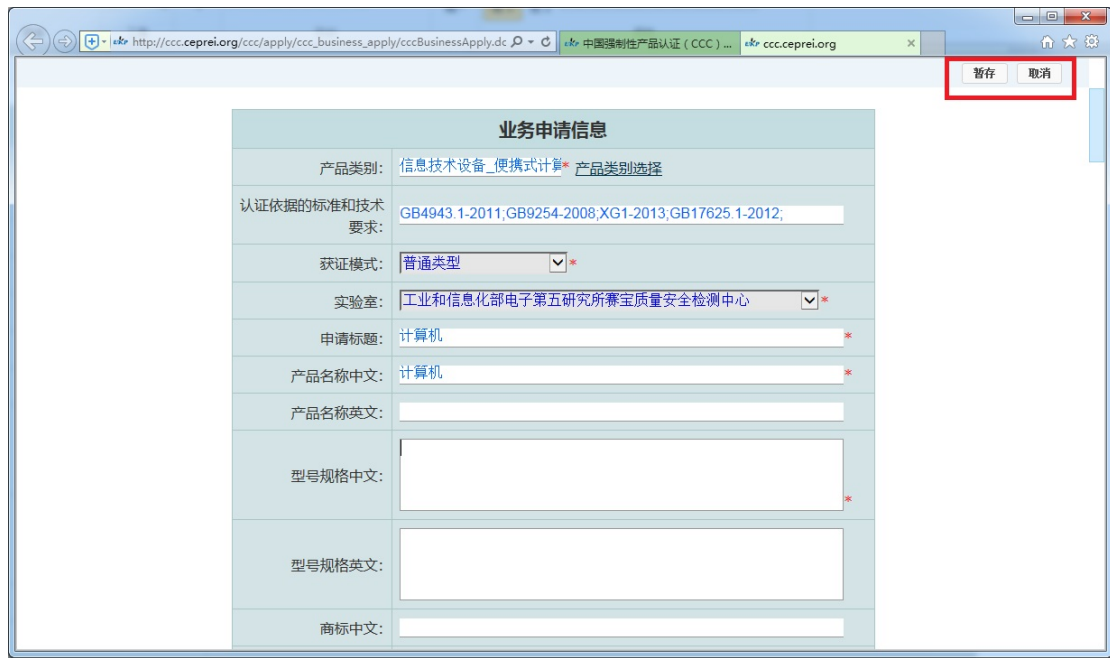 http://ccc.ceprei.org/ccc/apply/ccc_business_apply/cccBusinessApply.dc
中国强制性产品认证（CCC）...
ccc.ceprei.org
暂存 取消
业务申请信息
产品类别: 信息技术设备_便携式计算* 产品类别选择
认证依据的标准和技术
要求: GB4943.1-2011;GB9254-2008;XG1-2013;GB17625.1-2012;
获证模式: 普通类型 *
实验室: 工业和信息化部电子第五研究所赛宝质量安全检测中心 *
申请标题: 计算机 *
产品名称中文: 计算机 *
产品名称英文:
型号规格中文: *
型号规格英文:
商标中文: